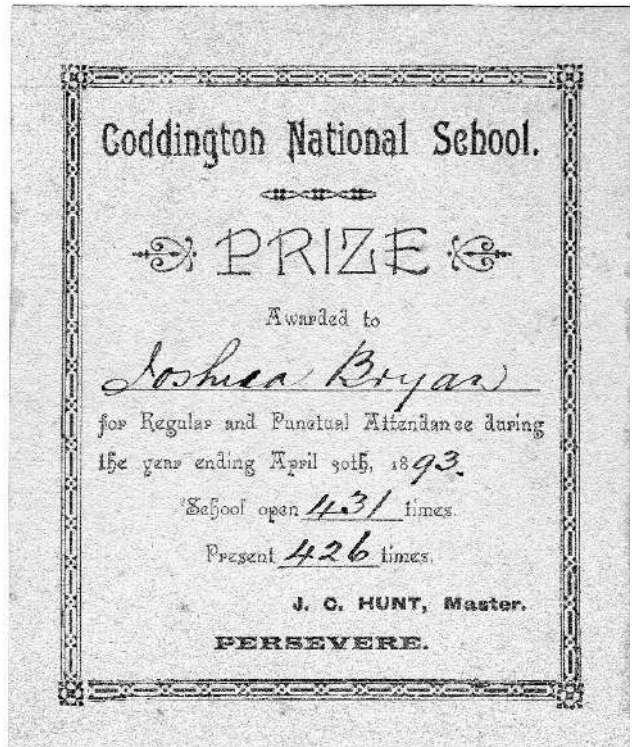 Coddington National School.
PRIZE
Awarded to
Joshua Bryan
for Regular and Punctual Attendance during
the year ending April 30th, 1893.
School open 431 times.
Present 426 times.
J. C. HUNT, Master.
PERSEVERE.